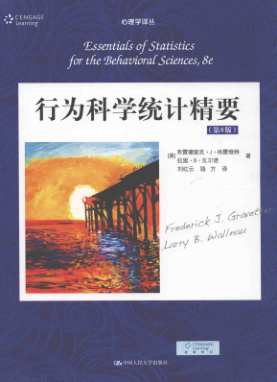 CENGAGE
Learning
心理学译丛
Essentials of Statistics
for the Behavioral Sciences, 8e
行为科学统计精要
(第8版)
[美]
弗雷德里克·J·格雷维特
拉里·B·瓦尔诺
著
刘红云 骆方 译
Frederick J. Gravetter
Larry B. Wallnau
CENGAGE
Learning
中国人民大学出版社